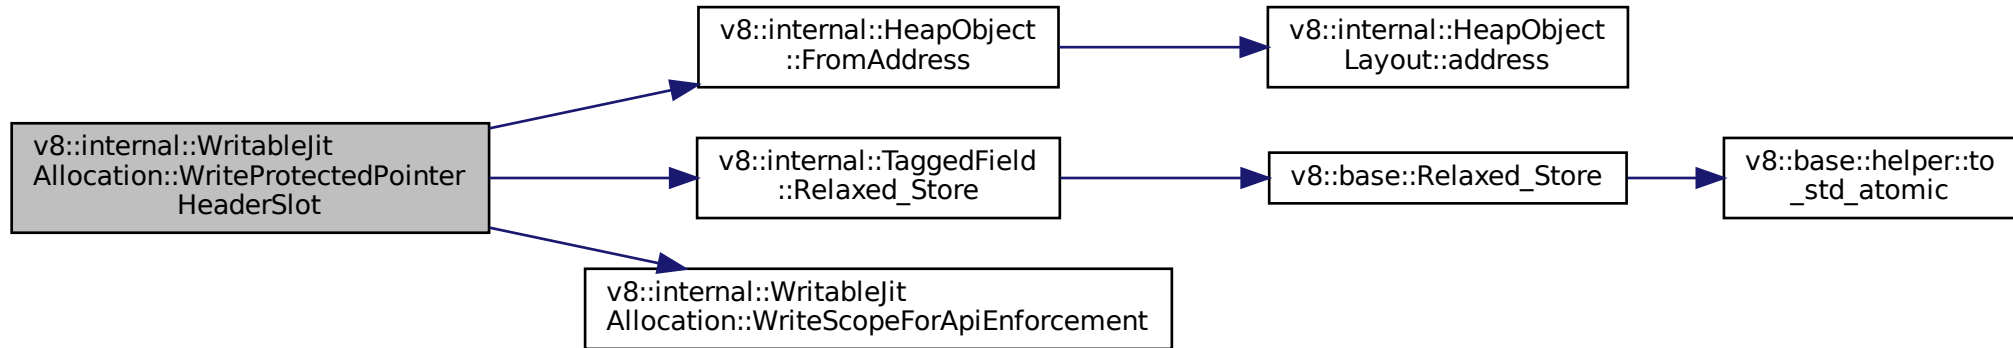 v8::internal::WritableJit
Allocation::WriteProtectedPointer
HeaderSlot
v8::internal::HeapObject
::FromAddress
v8::internal::HeapObject
Layout::address
v8::internal::TaggedField
::Relaxed_Store
v8::base::Relaxed_Store
v8::base::helper::to
_std_atomic
v8::internal::WritableJit
Allocation::WriteScopeForApiEnforcement